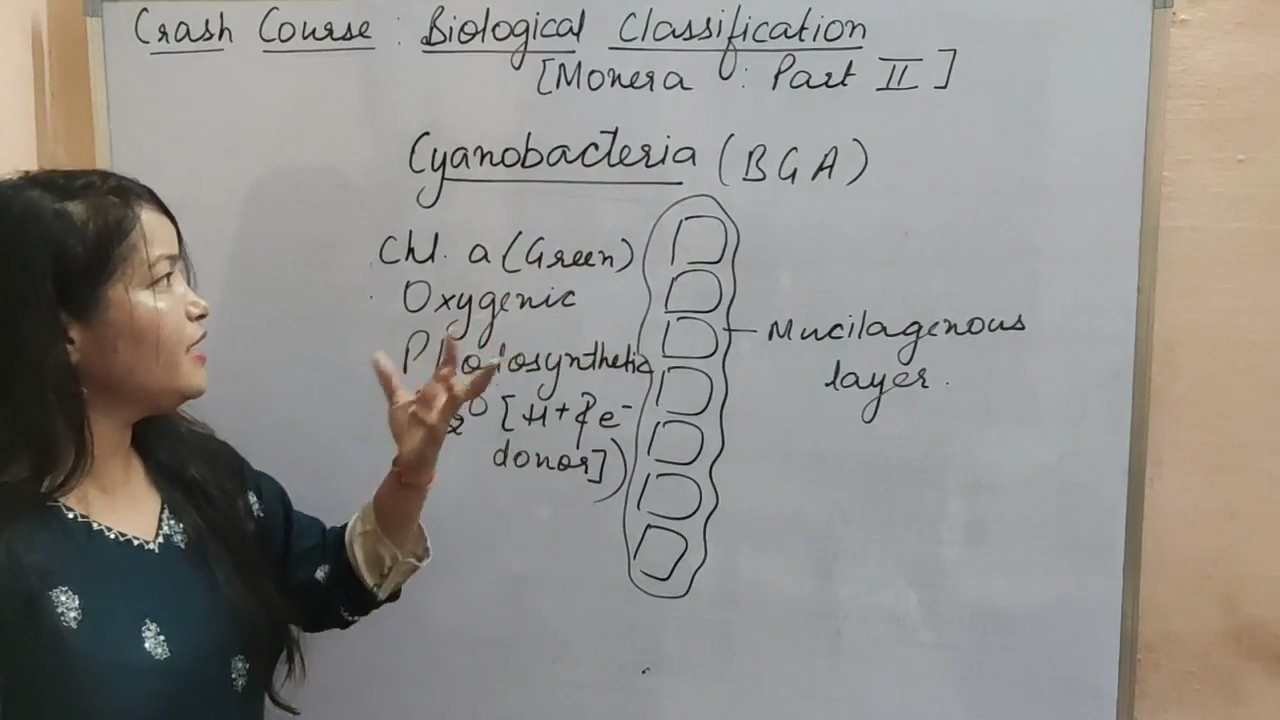 Crash Course : Biological Classification
[Monera : Part II]
Cyanobacteria (BGA)
Chl. a (Green)
Oxygenic
Photosynthetic
[H+ & e-
donor])
Mucilagenous
layer.